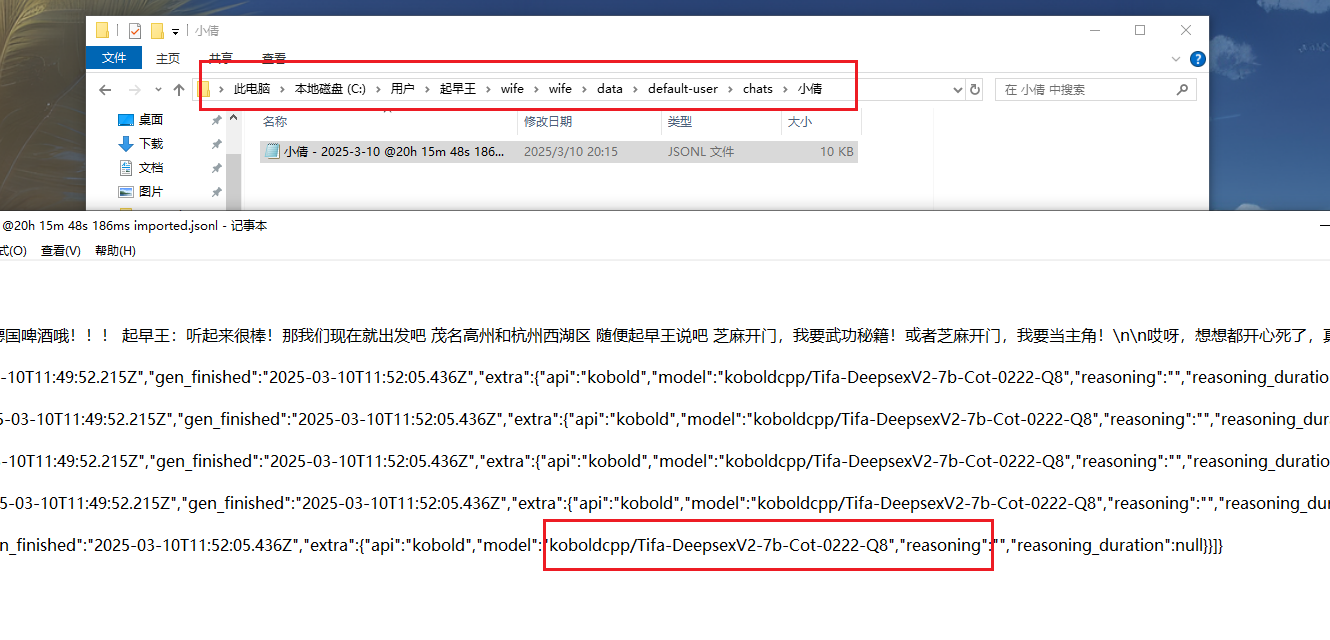 小倩
文件 主页 共享 查看
此电脑 › 本地磁盘 (C:) › 用户 › 起早王 › wife › wife › data › default-user › chats › 小倩
在 小倩 中搜索
桌面
下载
文档
图片
名称 修改日期 类型 大小
小倩 - 2025-3-10 @20h 15m 48s 186... 2025/3/10 20:15 JSONL 文件 10 KB
@20h 15m 48s 186ms imported.jsonl - 记事本
式(O) 查看(V) 帮助(H)
德国啤酒哦！！！ 起早王：听起来很棒！那我们现在就出发吧 茂名高州和杭州西湖区 随便起早王说吧 芝麻开门，我要武功秘籍！或者芝麻开门，我要当主角！\n\n哎呀，想想都开心死了，真
-10T11:49:52.215Z","gen_finished":"2025-03-10T11:52:05.436Z","extra":{"api":"kobold","model":"koboldcpp/Tifa-DeepsexV2-7b-Cot-0222-Q8","reasoning":"","reasoning_duratio
5-03-10T11:49:52.215Z","gen_finished":"2025-03-10T11:52:05.436Z","extra":{"api":"kobold","model":"koboldcpp/Tifa-DeepsexV2-7b-Cot-0222-Q8","reasoning":"","reasoning_dura
-10T11:49:52.215Z","gen_finished":"2025-03-10T11:52:05.436Z","extra":{"api":"kobold","model":"koboldcpp/Tifa-DeepsexV2-7b-Cot-0222-Q8","reasoning":"","reasoning_duratio
5-03-10T11:49:52.215Z","gen_finished":"2025-03-10T11:52:05.436Z","extra":{"api":"kobold","model":"koboldcpp/Tifa-DeepsexV2-7b-Cot-0222-Q8","reasoning":"","reasoning_dur
n_finished":"2025-03-10T11:52:05.436Z","extra":{"api":"kobold","model":"koboldcpp/Tifa-DeepsexV2-7b-Cot-0222-Q8","reasoning":"","reasoning_duration":null}}]}